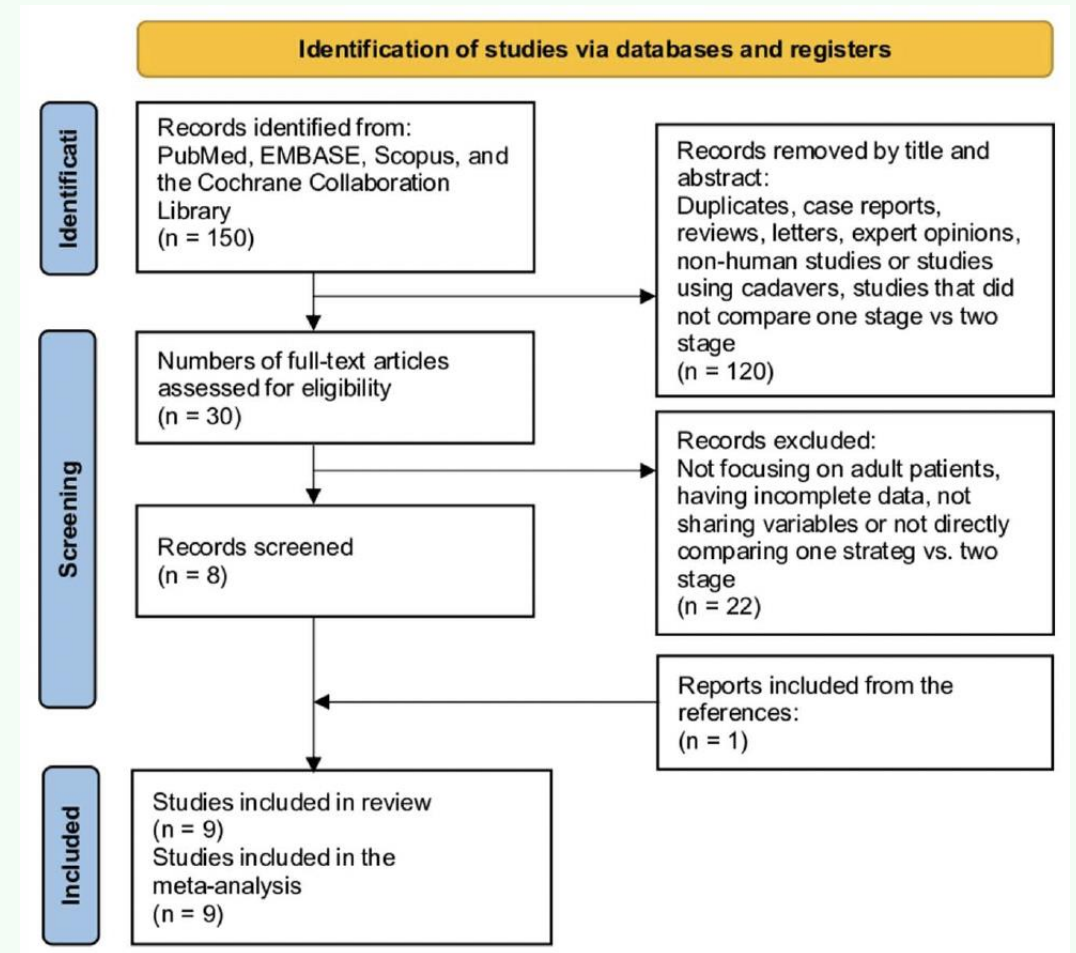 Identification of studies via databases and registers
Identificati
Records identified from:
PubMed, EMBASE, Scopus, and
the Cochrane Collaboration
Library
(n = 150)
Records removed by title and
abstract:
Duplicates, case reports,
reviews, letters, expert opinions,
non-human studies or studies
using cadavers, studies that did
not compare one stage vs two
stage
(n = 120)
Screening
Numbers of full-text articles
assessed for eligibility
(n = 30)
Records excluded:
Not focusing on adult patients,
having incomplete data, not
sharing variables or not directly
comparing one strateg vs. two
stage
(n = 22)
Records screened
(n = 8)
Reports included from the
references:
(n = 1)
Included
Studies included in review
(n = 9)
Studies included in the
meta-analysis
(n = 9)